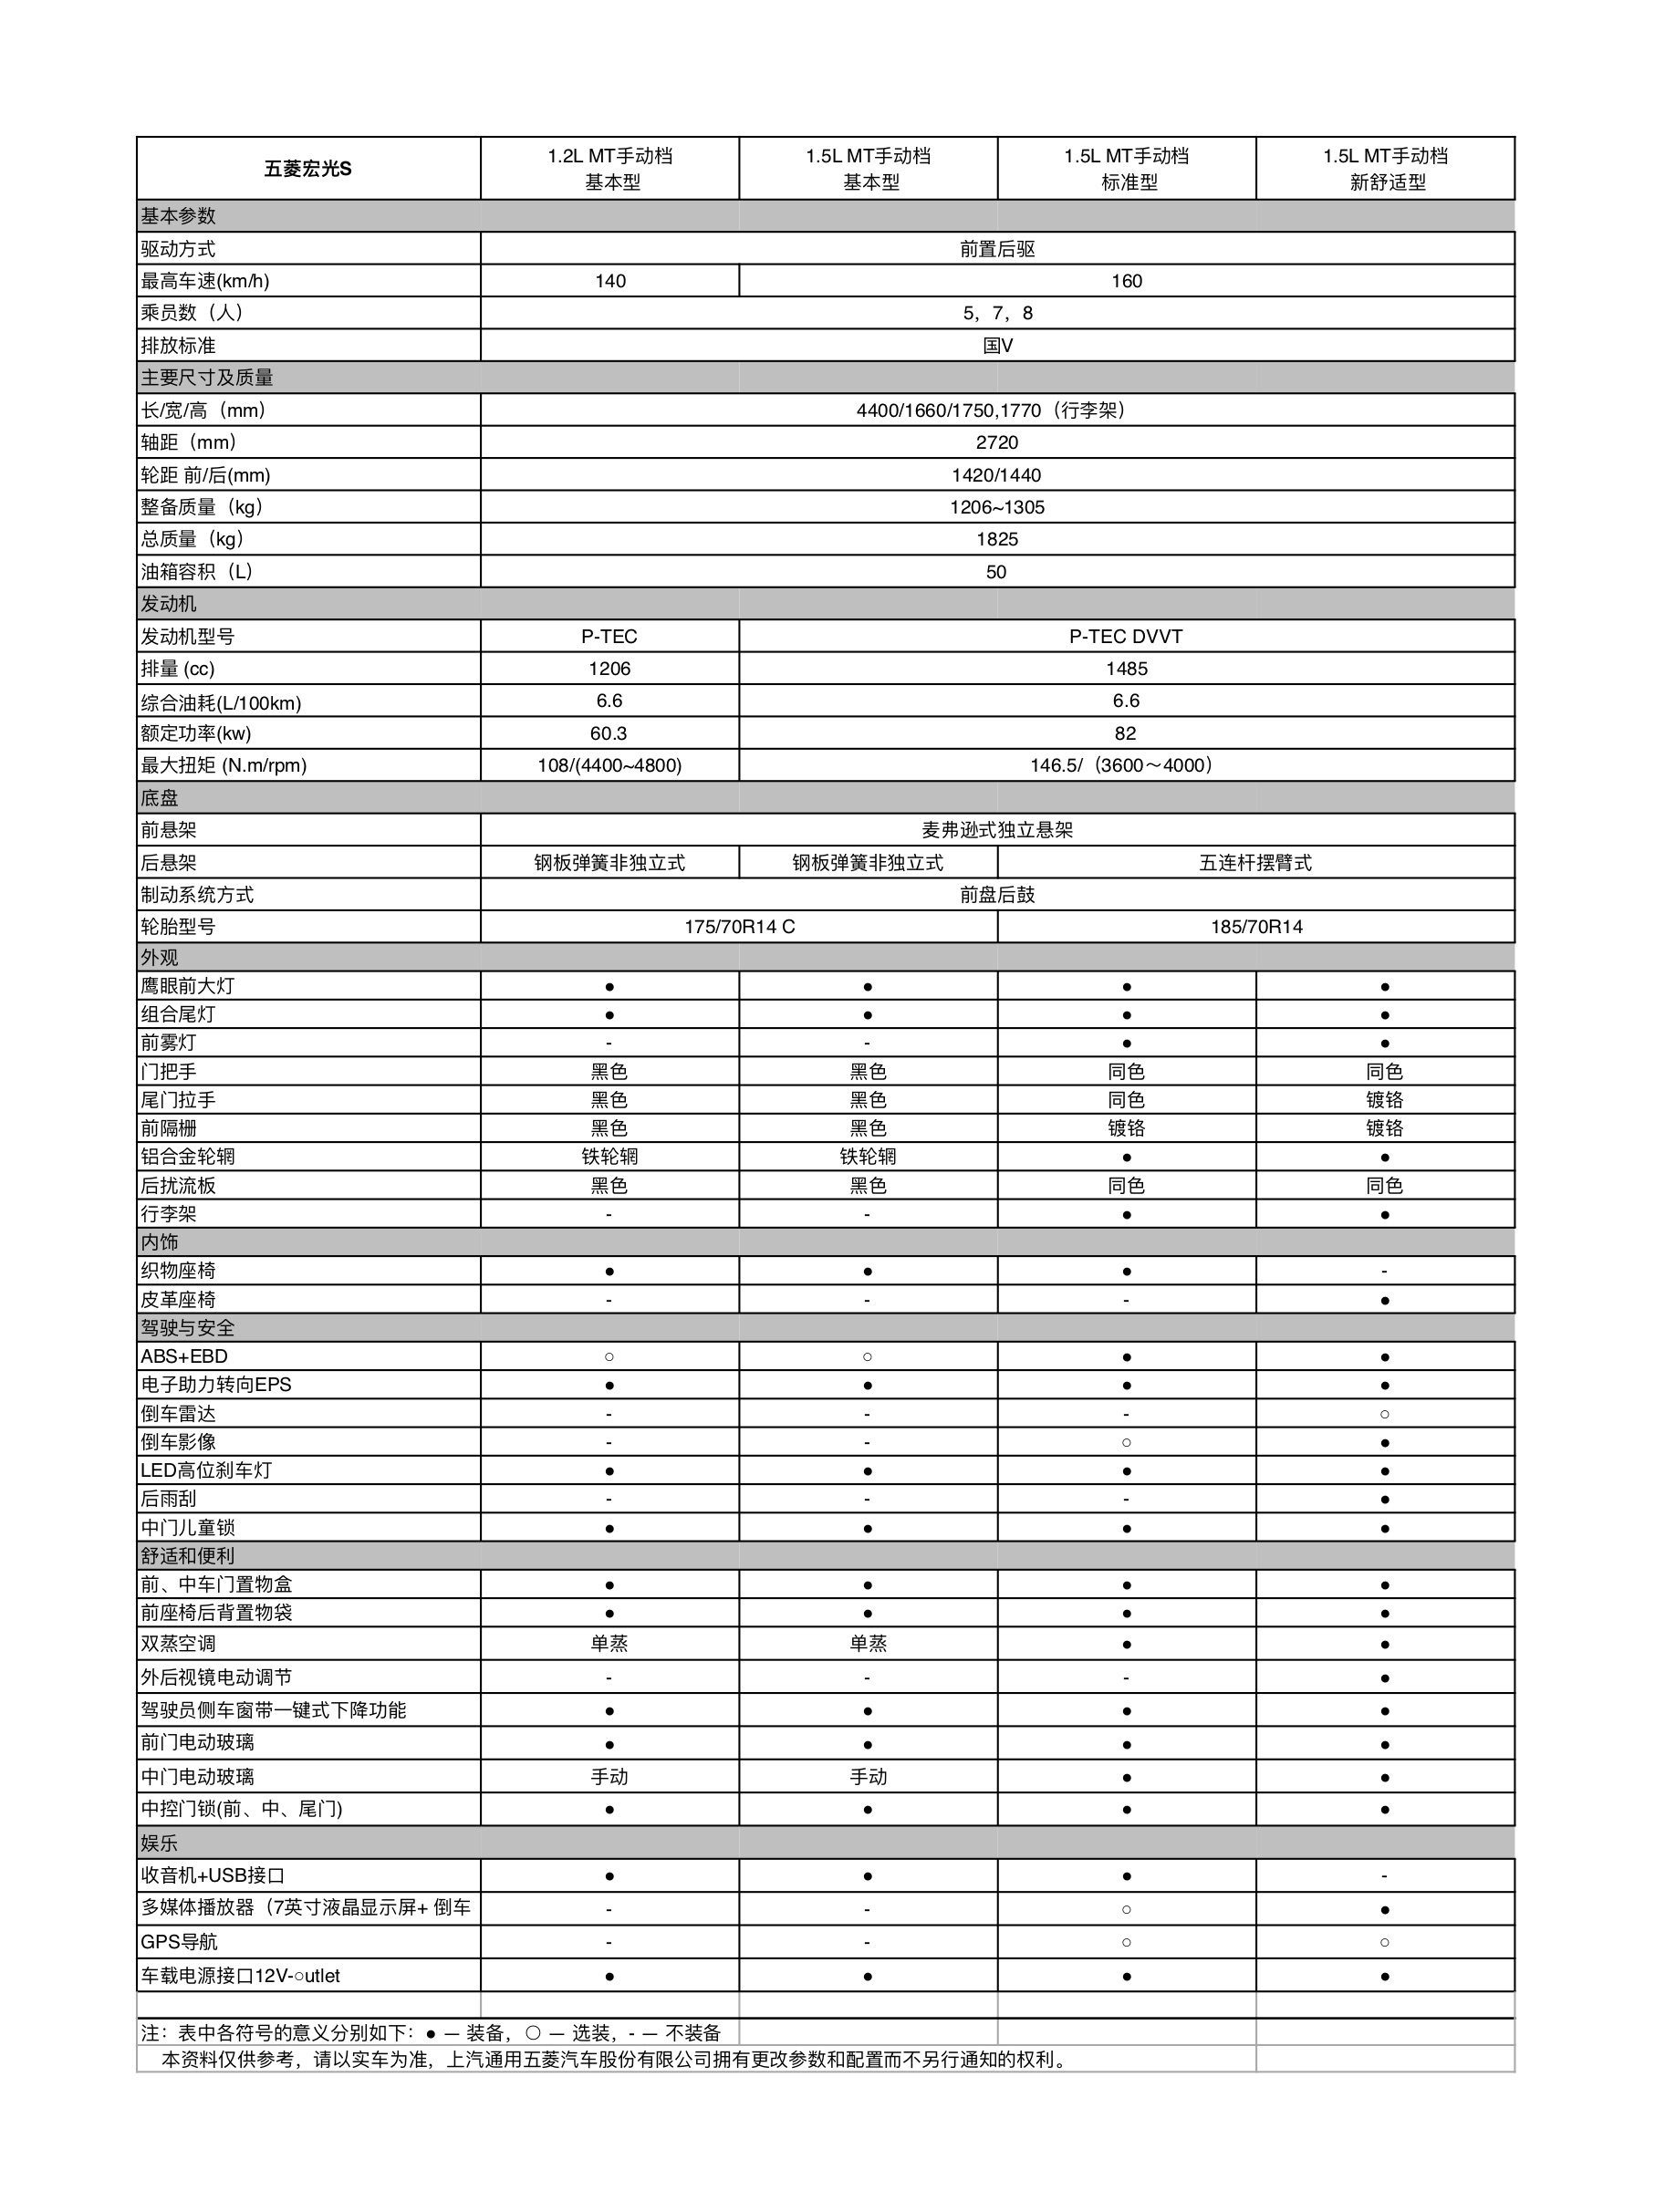 五菱宏光S 1.2L MT手动档 1.5L MT手动档 1.5L MT手动档 1.5L MT手动档
基本型 基本型 标准型 新舒适型
基本参数
驱动方式 前置后驱
最高车速(km/h) 140 160
乘员数（人） 5，7，8
排放标准 国V
主要尺寸及质量
长/宽/高（mm） 4400/1660/1750,1770（行李架）
轴距（mm） 2720
轮距 前/后(mm) 1420/1440
整备质量（kg） 1206~1305
总质量（kg） 1825
油箱容积（L） 50
发动机
发动机型号 P-TEC P-TEC DVVT
排量 (cc) 1206 1485
综合油耗(L/100km) 6.6 6.6
额定功率(kw) 60.3 82
最大扭矩 (N.m/rpm) 108/(4400~4800) 146.5/（3600～4000）
底盘
前悬架 麦弗逊式独立悬架
后悬架 钢板弹簧非独立式 钢板弹簧非独立式 五连杆摆臂式
制动系统方式 前盘后鼓
轮胎型号 175/70R14 C 185/70R14
外观
鹰眼前大灯 ● ● ● ●
组合尾灯 ● ● ● ●
前雾灯 - - ● ●
门把手 黑色 黑色 同色 同色
尾门拉手 黑色 黑色 同色 镀铬
前隔栅 黑色 黑色 镀铬 镀铬
铝合金轮辋 铁轮辋 铁轮辋 ● ●
后扰流板 黑色 黑色 同色 同色
行李架 - - ● ●
内饰
织物座椅 ● ● ● -
皮革座椅 - - - ●
驾驶与安全
ABS+EBD ○ ○ ● ●
电子助力转向EPS ● ● ● ●
倒车雷达 - - - ○
倒车影像 - - ○ ●
LED高位刹车灯 ● ● ● ●
后雨刮 - - - ●
中门儿童锁 ● ● ● ●
舒适和便利
前、中车门置物盒 ● ● ● ●
前座椅后背置物袋 ● ● ● ●
双蒸空调 单蒸 单蒸 ● ●
外后视镜电动调节 - - - ●
驾驶员侧车窗带一键式下降功能 ● ● ● ●
前门电动玻璃 ● ● ● ●
中门电动玻璃 手动 手动 ● ●
中控门锁(前、中、尾门) ● ● ● ●
娱乐
收音机+USB接口 ● ● ● -
多媒体播放器（7英寸液晶显示屏+ 倒车 - - ○ ●
GPS导航 - - ○ ○
车载电源接口12V-○utlet ● ● ● ●
注：表中各符号的意义分别如下：● — 装备，○ — 选装，- — 不装备
本资料仅供参考，请以实车为准，上汽通用五菱汽车股份有限公司拥有更改参数和配置而不另行通知的权利。